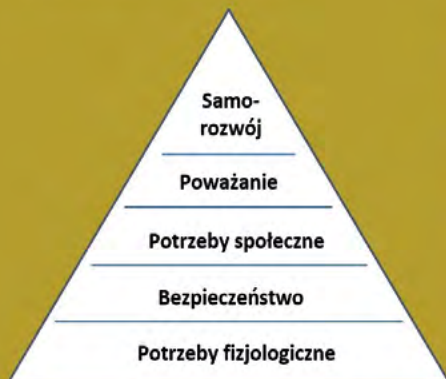 Samo-
rozwój
Poważanie
Potrzeby społeczne
Bezpieczeństwo
Potrzeby fizjologiczne